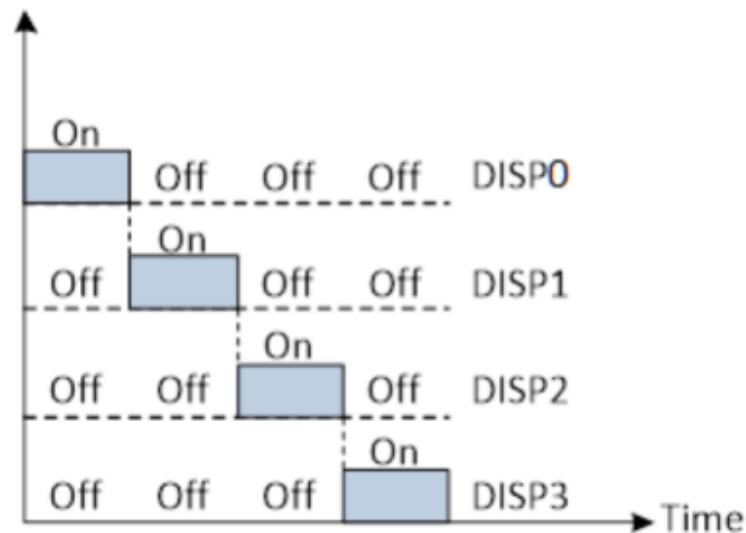 On
Off Off Off DISP0
On
Off Off Off DISP1
On
Off Off Off DISP2
On
Off Off Off DISP3
Time